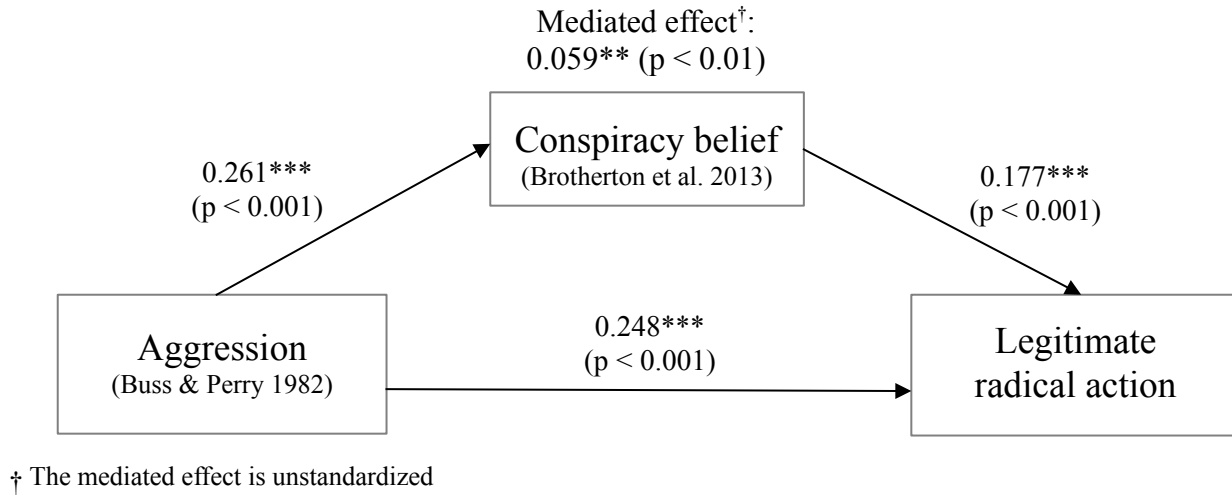 Mediated effect†:
0.059** (p < 0.01)
Conspiracy belief
(Brotherton et al. 2013)
0.261***
(p < 0.001)
0.177***
(p < 0.001)
Aggression
(Buss & Perry 1982)
0.248***
(p < 0.001)
Legitimate
radical action
† The mediated effect is unstandardized